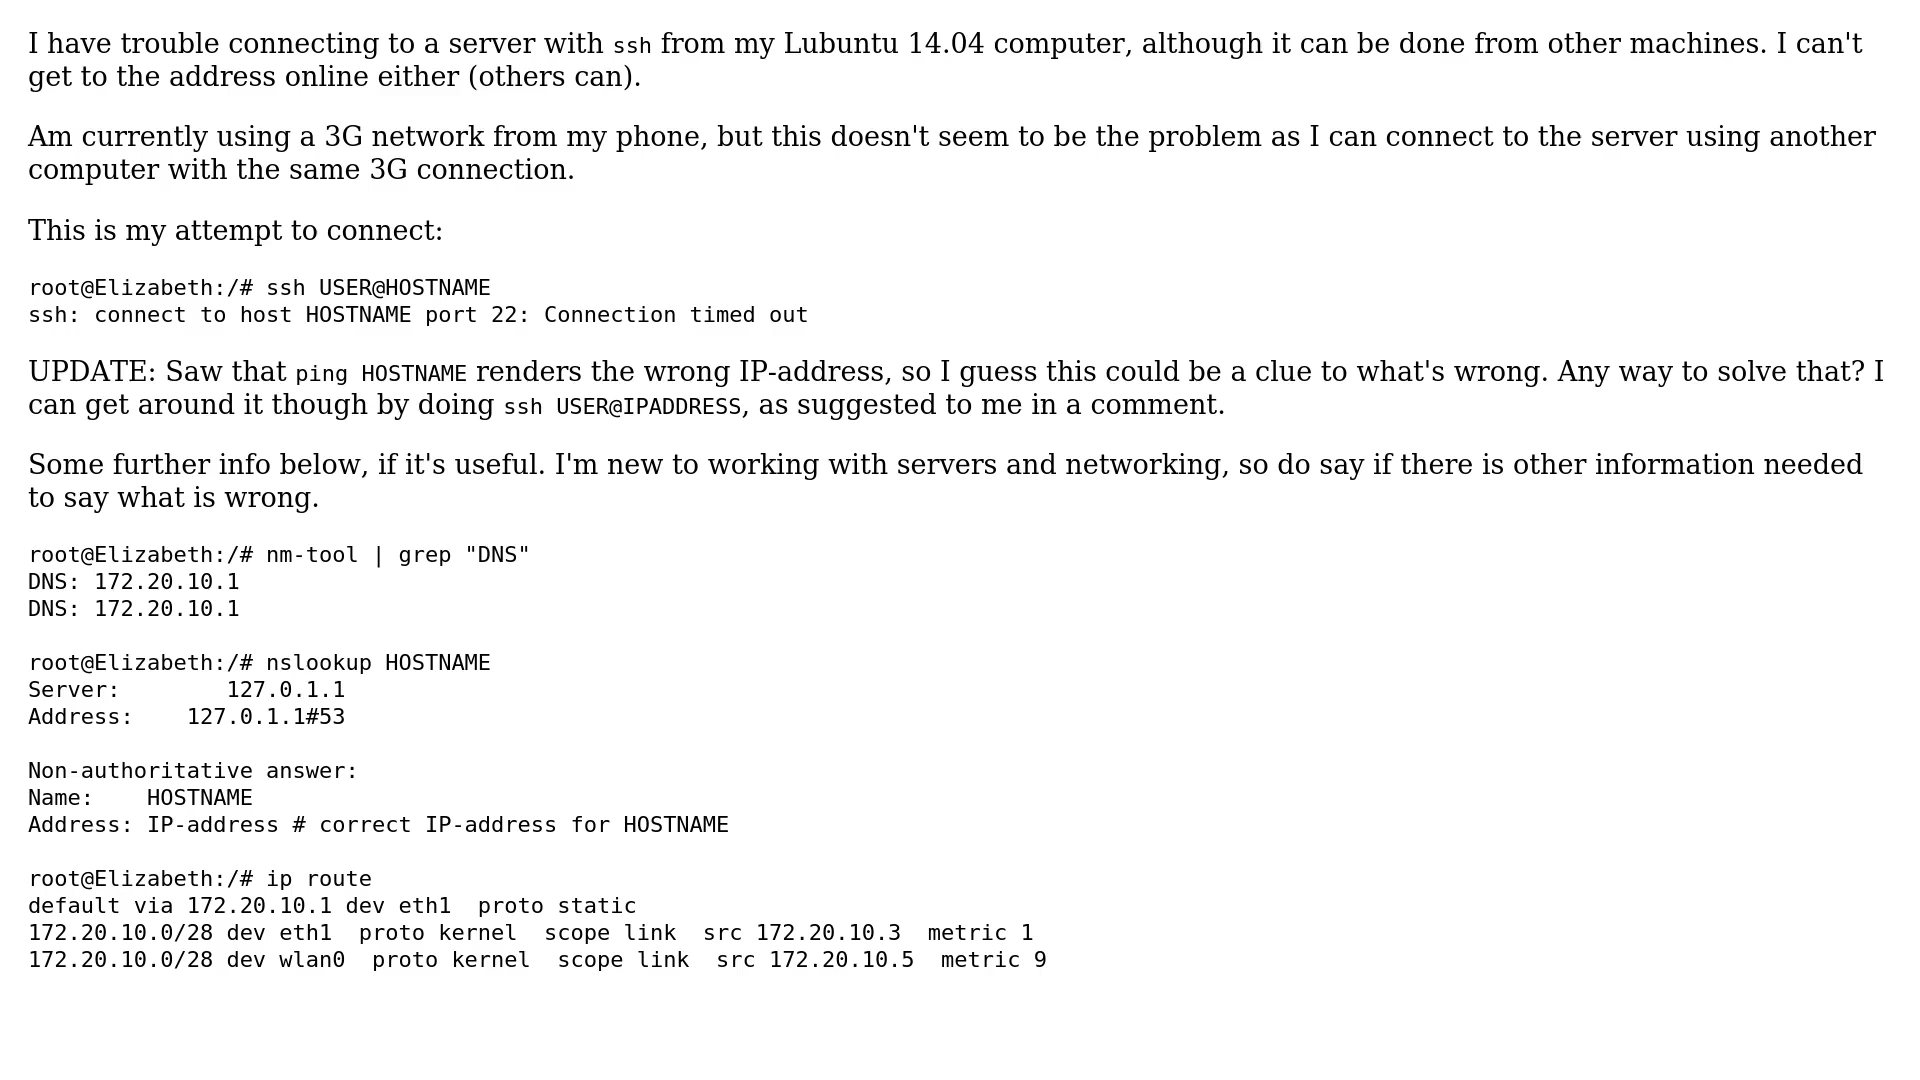 I have trouble connecting to a server with ssh from my Lubuntu 14.04 computer, although it can be done from other machines. I can't
get to the address online either (others can).
Am currently using a 3G network from my phone, but this doesn't seem to be the problem as I can connect to the server using another
computer with the same 3G connection.
This is my attempt to connect:
root@Elizabeth:/# ssh USER@HOSTNAME
ssh: connect to host HOSTNAME port 22: Connection timed out
UPDATE: Saw that ping HOSTNAME renders the wrong IP-address, so I guess this could be a clue to what's wrong. Any way to solve that? I
can get around it though by doing ssh USER@IPADDRESS, as suggested to me in a comment.
Some further info below, if it's useful. I'm new to working with servers and networking, so do say if there is other information needed
to say what is wrong.
root@Elizabeth:/# nm-tool | grep "DNS"
DNS: 172.20.10.1
DNS: 172.20.10.1
root@Elizabeth:/# nslookup HOSTNAME
Server:        127.0.1.1
Address:    127.0.1.1#53
Non-authoritative answer:
Name:    HOSTNAME
Address: IP-address # correct IP-address for HOSTNAME
root@Elizabeth:/# ip route
default via 172.20.10.1 dev eth1  proto static
172.20.10.0/28 dev eth1  proto kernel  scope link  src 172.20.10.3  metric 1
172.20.10.0/28 dev wlan0  proto kernel  scope link  src 172.20.10.5  metric 9